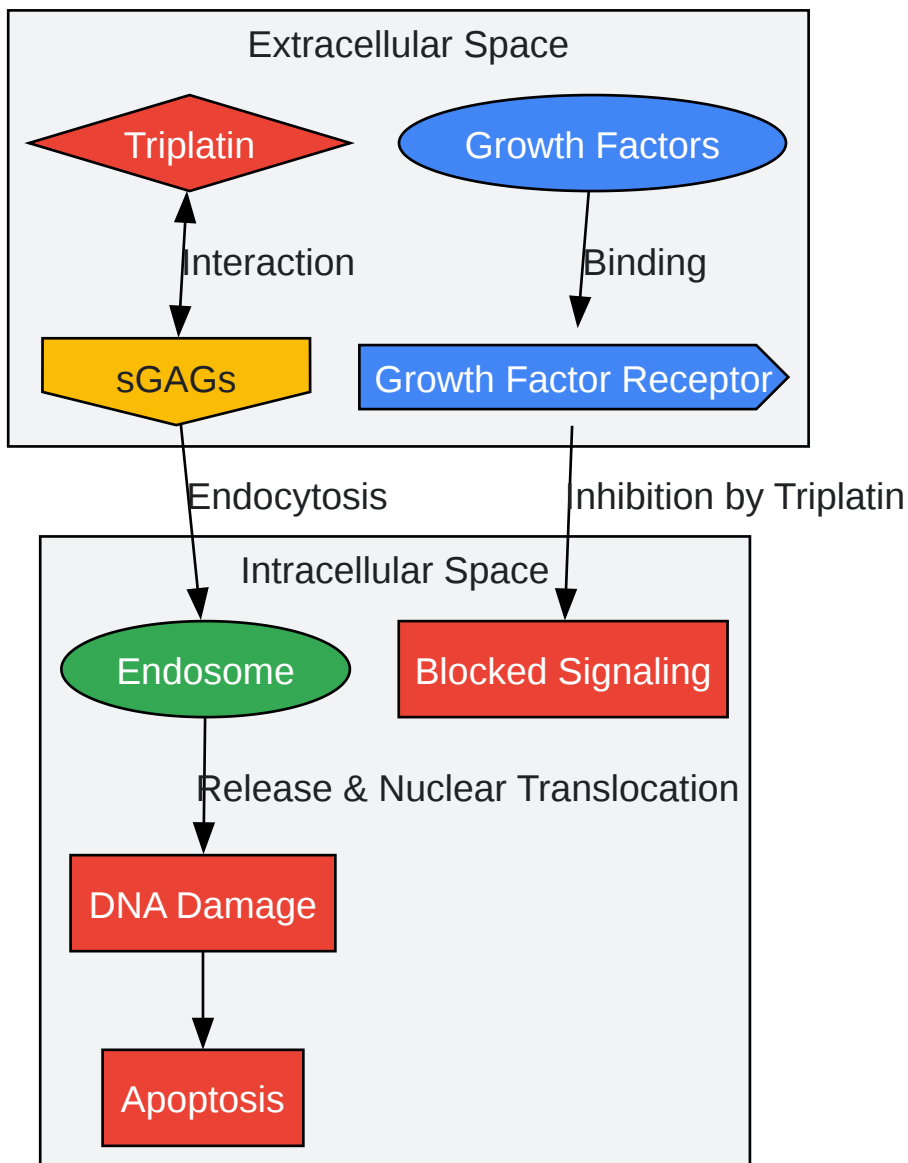 Extracellular Space
Triplatin
Growth Factors
Interaction
Binding
sGAGs
Growth Factor Receptor
Endocytosis
Inhibition by Triplatin
Intracellular Space
Endosome
Blocked Signaling
Release & Nuclear Translocation
DNA Damage
Apoptosis